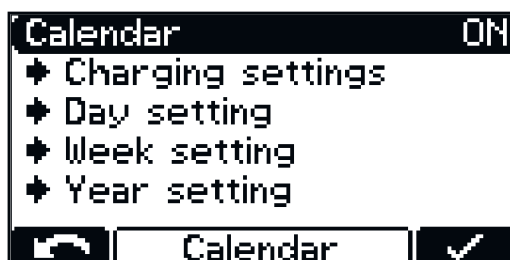 Calendar ON
Charging settings
Day setting
Week setting
Year setting
Calendar